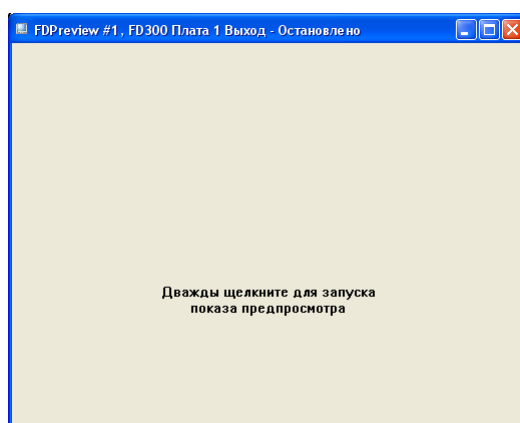 FDPreview #1, FD300 Плата 1 Выход - Остановлено
Дважды щелкните для запуска
показа предпросмотра